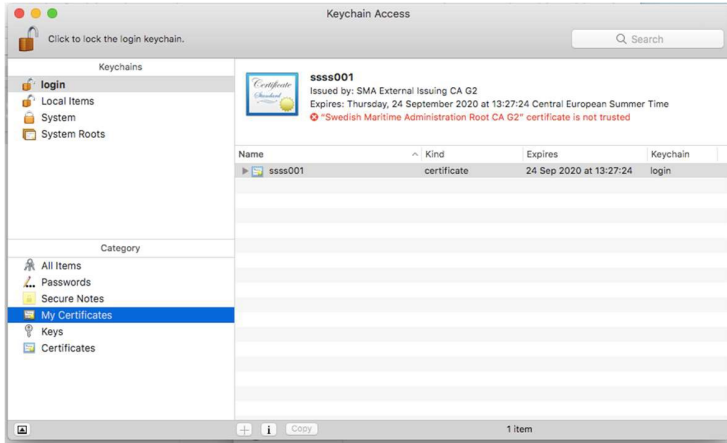 Keychain Access
Click to lock the login keychain.
Search
Keychains
login
Local Items
System
System Roots
Certificate
Standard
ssss001
Issued by: SMA External Issuing CA G2
Expires: Thursday, 24 September 2020 at 13:27:24 Central European Summer Time
"Swedish Maritime Administration Root CA G2" certificate is not trusted
Name Kind Expires Keychain
ssss001 certificate 24 Sep 2020 at 13:27:24 login
Category
All Items
Passwords
Secure Notes
My Certificates
Keys
Certificates
Copy
1 item